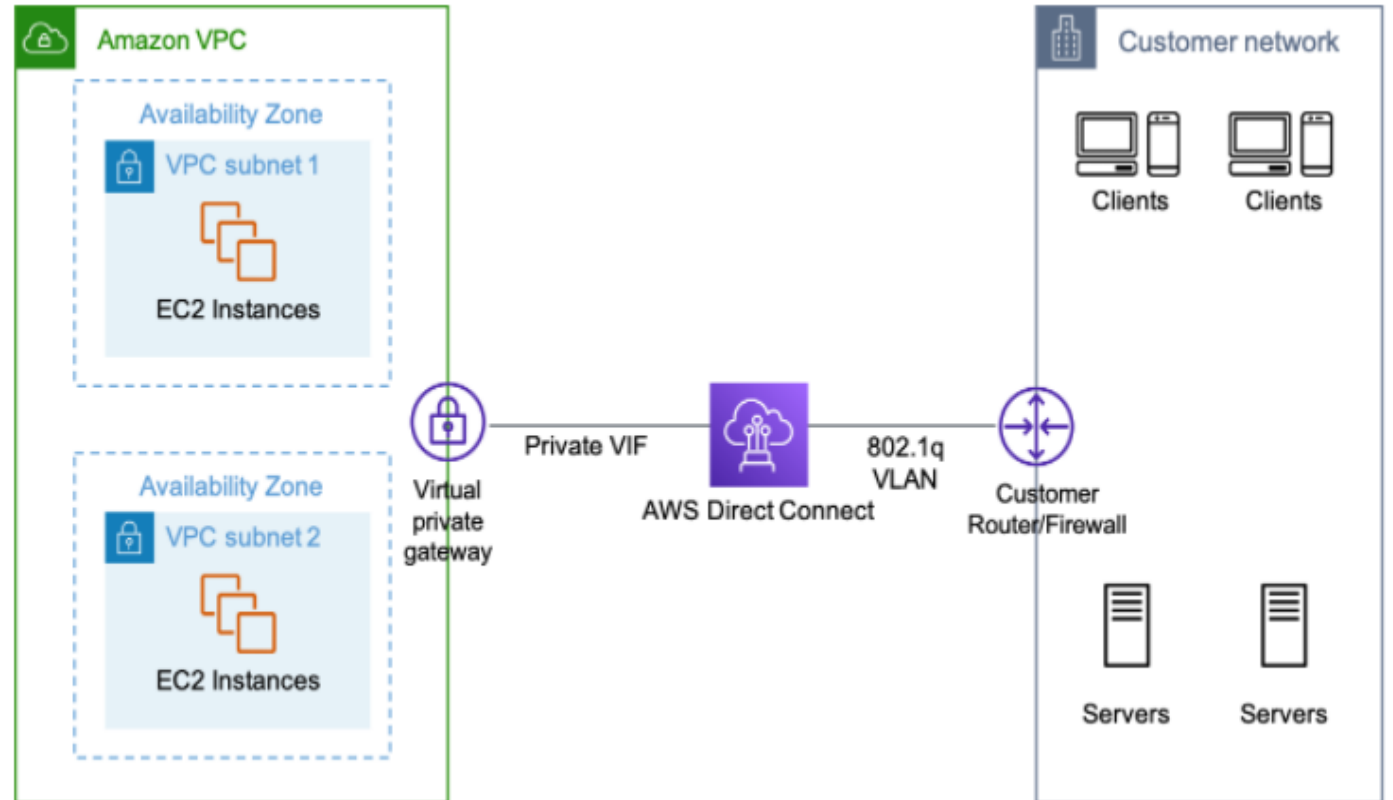 Amazon VPC
Availability Zone
VPC subnet 1
EC2 Instances
Availability Zone
VPC subnet 2
EC2 Instances
Virtual
private
gateway
Private VIF
AWS Direct Connect
802.1q
VLAN
Customer
Router/Firewall
Customer network
Clients
Clients
Servers
Servers